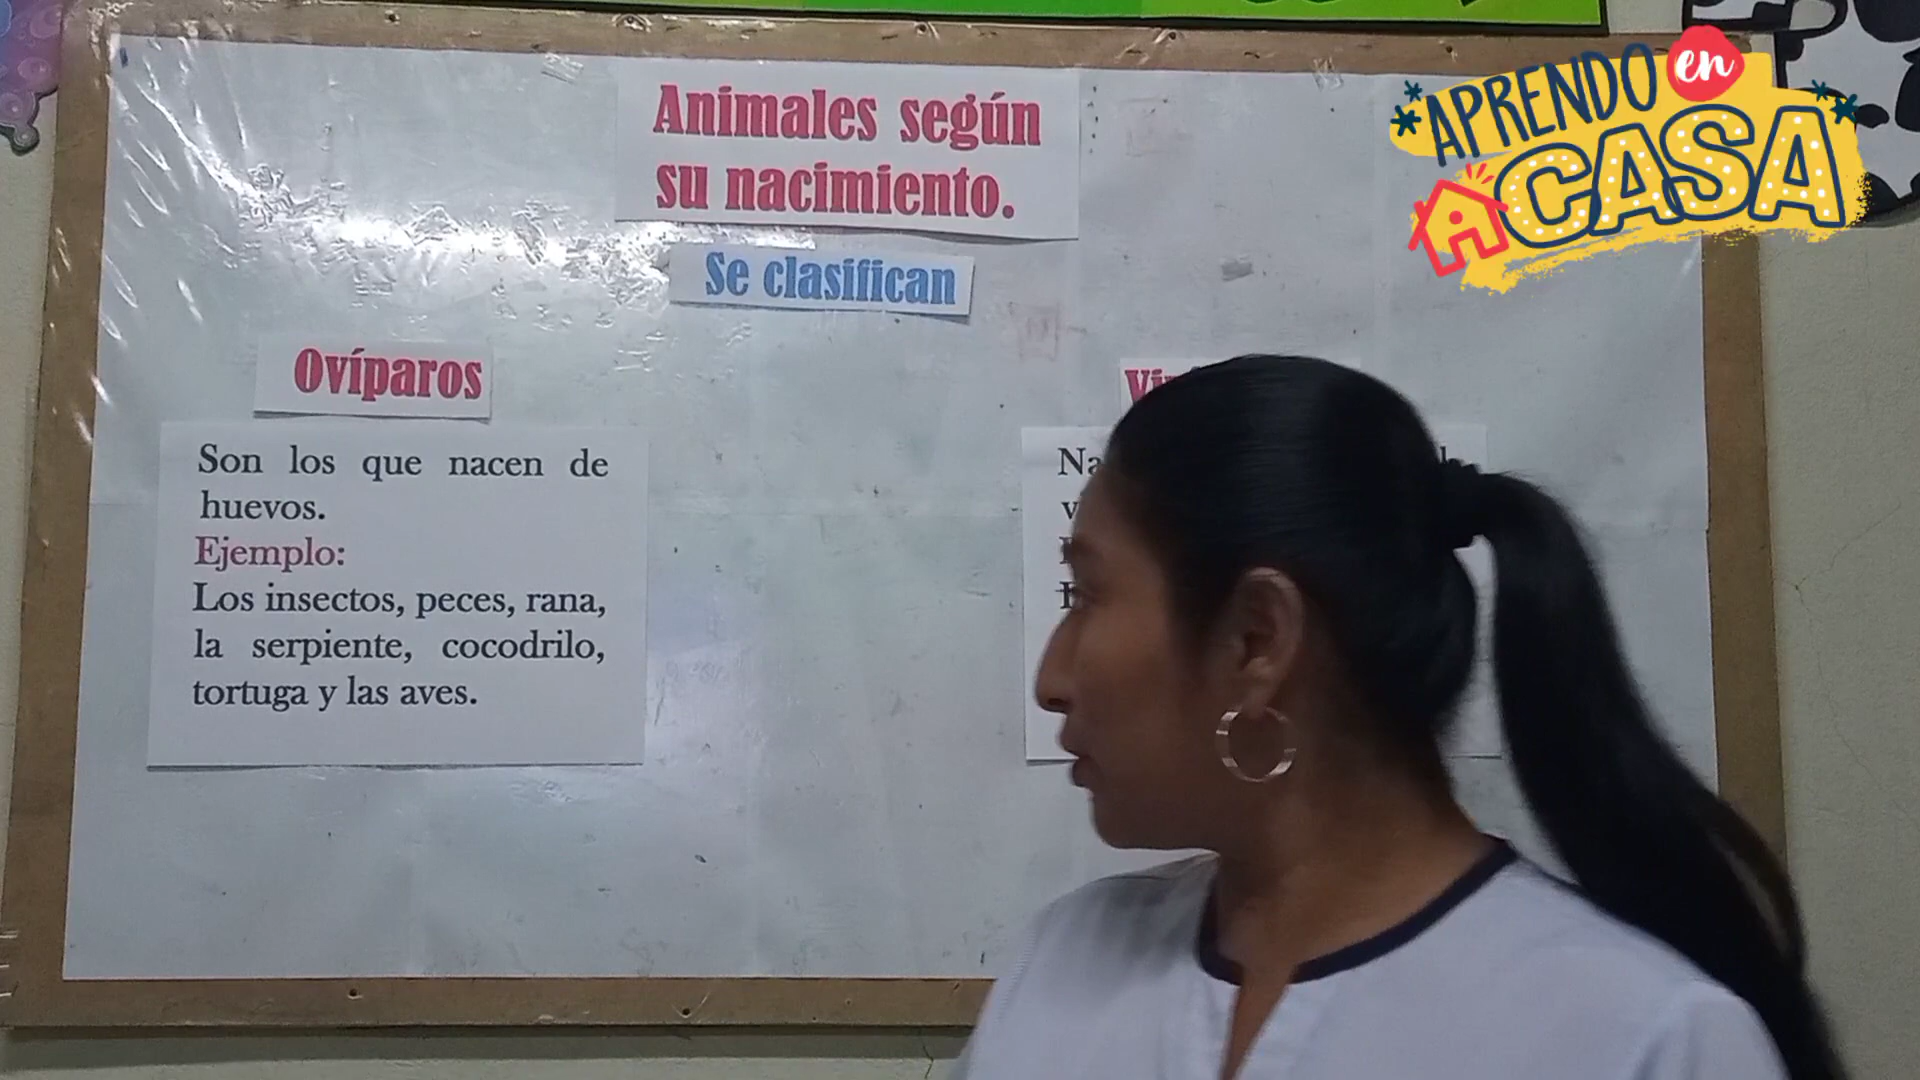 Animales según
su nacimiento.
Se clasifican
Ovíparos
Son los que nacen de
huevos.
Ejemplo:
Los insectos, peces, rana,
la serpiente, cocodrilo,
tortuga y las aves.
APRENDO en
CASA